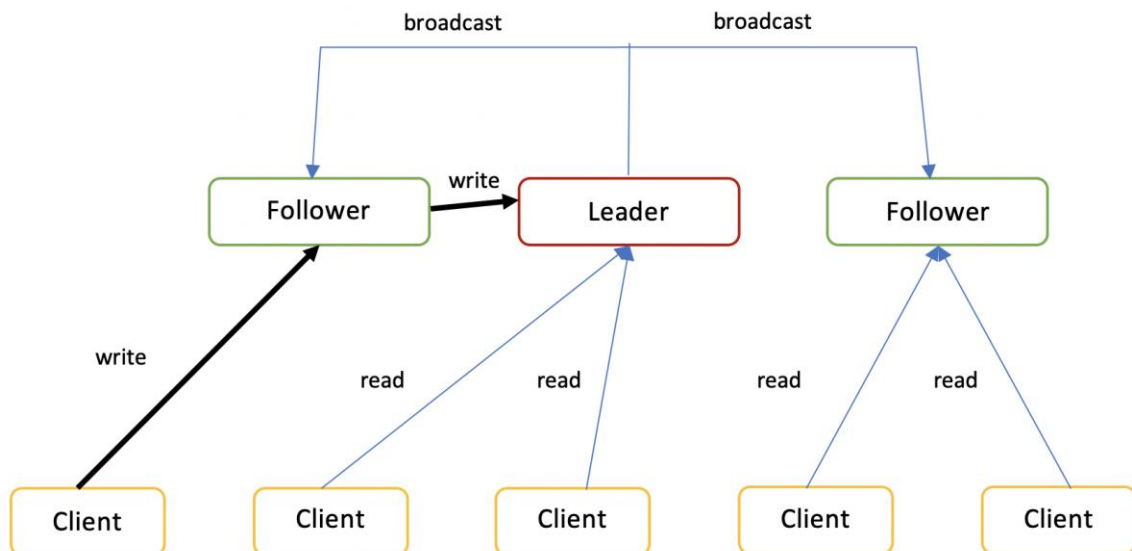 broadcast
broadcast
write
Follower
Leader
Follower
write
read
read
read
read
Client
Client
Client
Client
Client